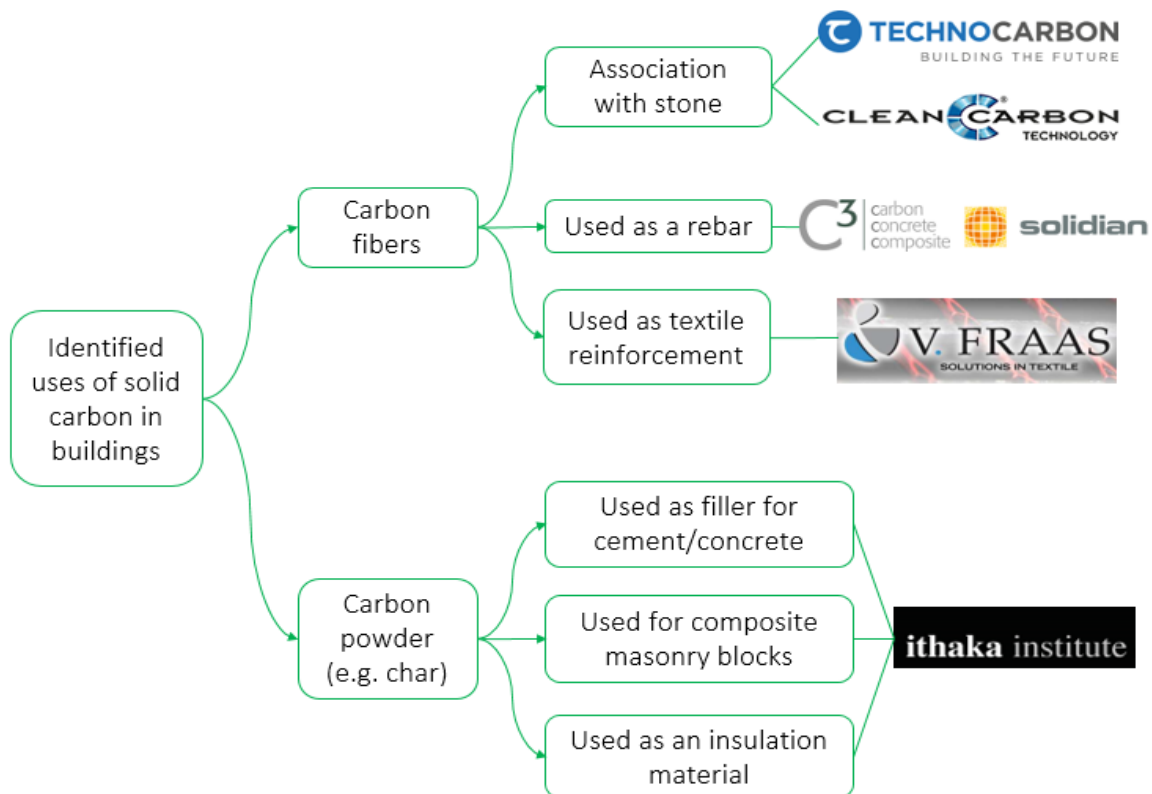 TECHNOCARBON
BUILDING THE FUTURE
Association
with stone
CLEAN CARBON®
TECHNOLOGY
Carbon
fibers
Used as a rebar
C³
carbon
concrete
composite
solidian
Used as textile
reinforcement
V. FRAAS
SOLUTIONS IN TEXTILE
Identified
uses of solid
carbon in
buildings
Used as filler for
cement/concrete
Carbon
powder
(e.g. char)
Used for composite
masonry blocks
ithaka institute
Used as an insulation
material